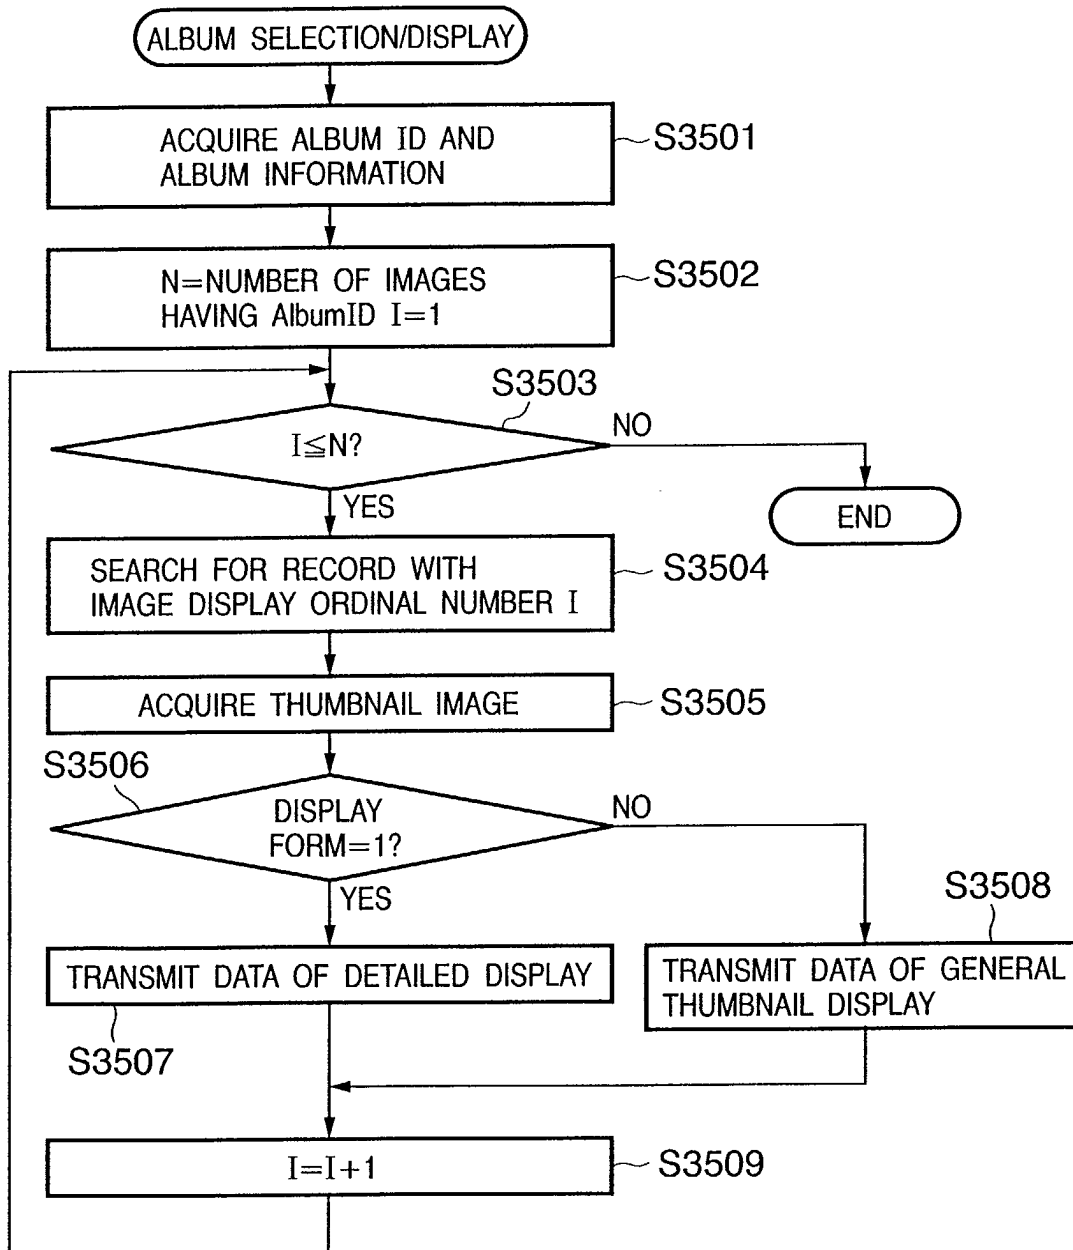 ALBUM SELECTION/DISPLAY
ACQUIRE ALBUM ID AND
ALBUM INFORMATION
S3501
N=NUMBER OF IMAGES
HAVING AlbumID I=1
S3502
S3503
I≦N?
NO
YES
END
SEARCH FOR RECORD WITH
IMAGE DISPLAY ORDINAL NUMBER I
S3504
ACQUIRE THUMBNAIL IMAGE
S3505
S3506
DISPLAY
FORM=1?
NO
YES
S3508
TRANSMIT DATA OF DETAILED DISPLAY
S3507
TRANSMIT DATA OF GENERAL
THUMBNAIL DISPLAY
I=I+1
S3509